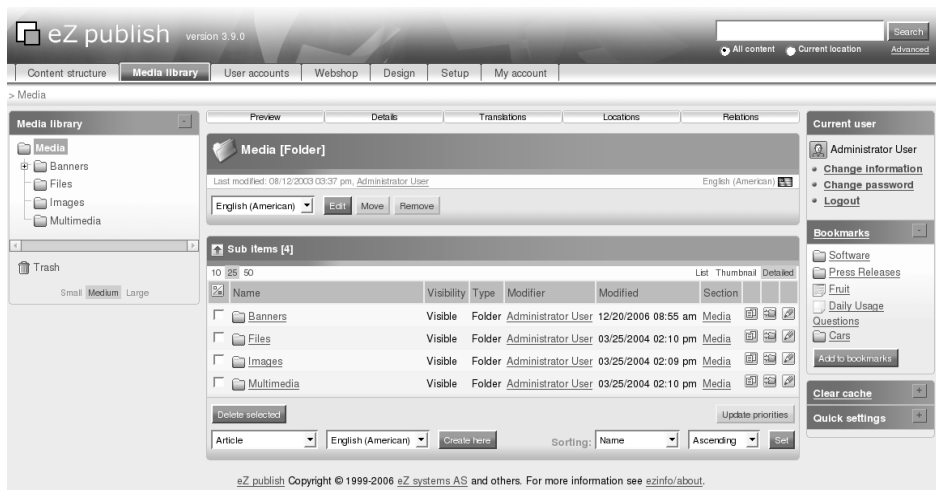 eZ publish version 3.9.0
Search
All content Current location Advanced
Content structure Media library User accounts Webshop Design Setup My account
> Media
Media library
Media
Banners
Files
Images
Multimedia
Trash
Small Medium Large
Preview Details Translations Locations Relations
Media [Folder]
Last modified: 08/12/2003 03:37 pm, Administrator User English (American)
English (American) Edit Move Remove
Sub items [4]
10 25 50 List Thumbnail Detailed
Name Visibility Type Modifier Modified Section
Banners Visible Folder Administrator User 12/20/2006 08:55 am Media
Files Visible Folder Administrator User 03/25/2004 02:10 pm Media
Images Visible Folder Administrator User 03/25/2004 02:09 pm Media
Multimedia Visible Folder Administrator User 03/25/2004 02:10 pm Media
Delete selected Update priorities
Article English (American) Create here Sorting: Name Ascending Set
Current user
Administrator User
Change information
Change password
Logout
Bookmarks
Software
Press Releases
Fruit
Daily Usage
Questions
Cars
Add to bookmarks
Clear cache
Quick settings
eZ publish Copyright © 1999-2006 eZ systems AS and others. For more information see ezinfo/about.